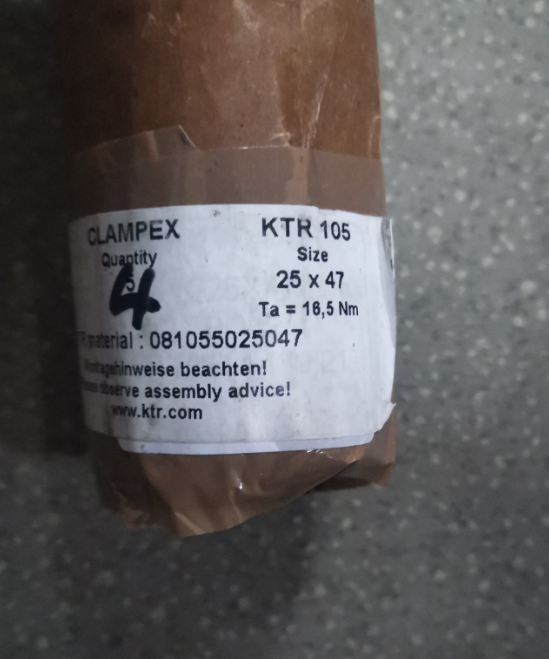 CLAMPEX KTR 105
Quantity Size
4 25 x 47
Ta = 16,5 Nm
material : 081055025047
Montagehinweise beachten!
observe assembly advice!
www.ktr.com